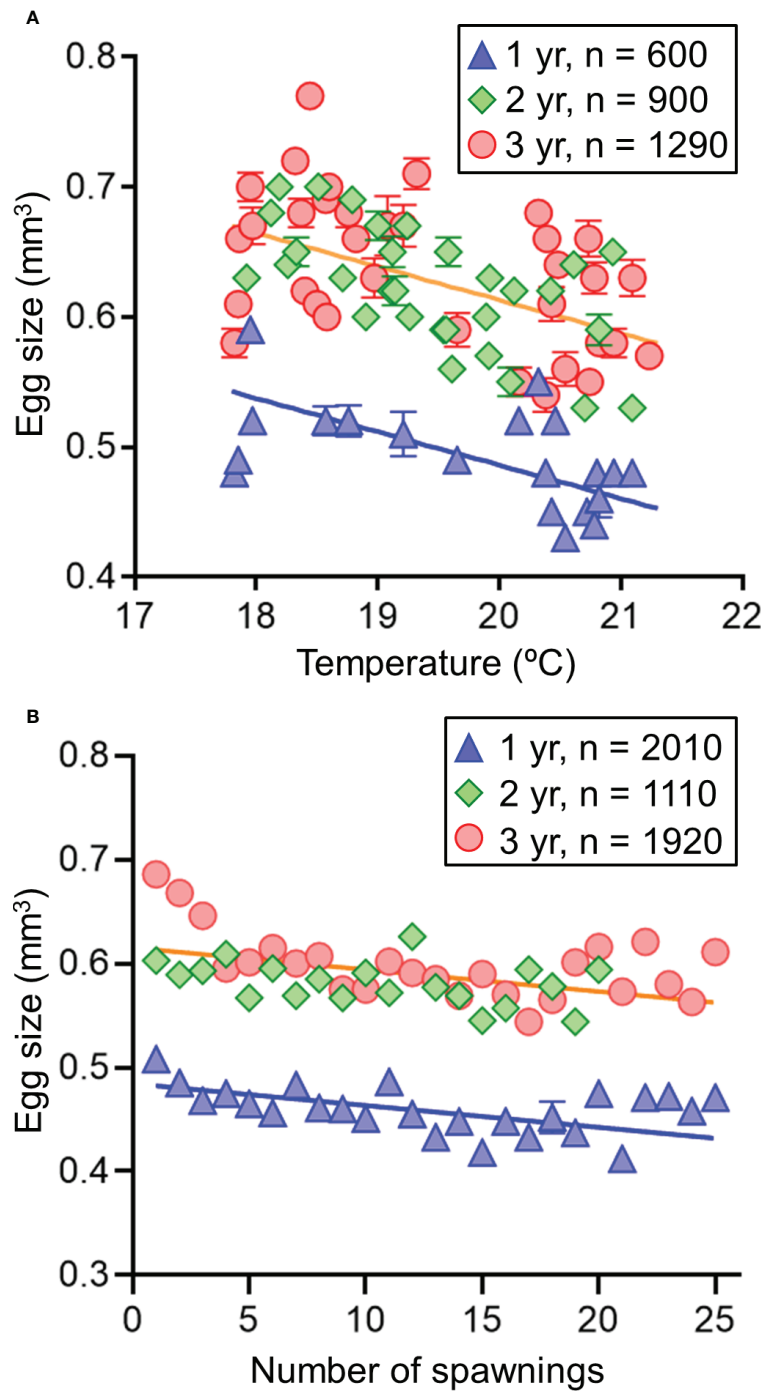 A
0.8
0.7
0.6
0.5
0.4
Egg size (mm³)
1 yr, n = 600
2 yr, n = 900
3 yr, n = 1290
17 18 19 20 21 22
Temperature (ºC)
B
0.8
0.7
0.6
0.5
0.4
0.3
Egg size (mm³)
1 yr, n = 2010
2 yr, n = 1110
3 yr, n = 1920
0 5 10 15 20 25
Number of spawnings